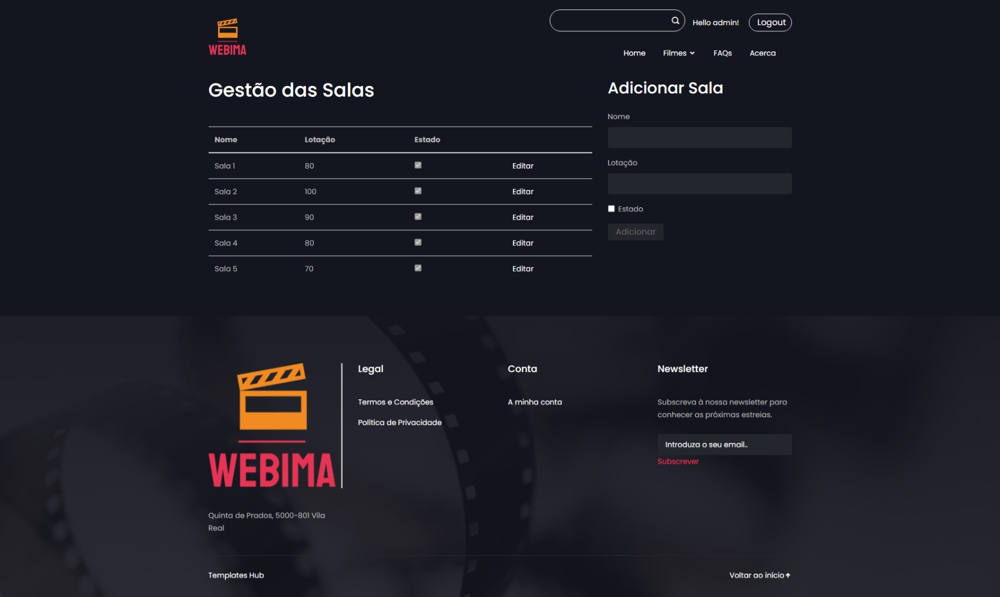 WEBIMA
Hello admin!
Logout
Home
Filmes
FAQs
Acerca
Gestão das Salas
Nome
Lotação
Estado
Sala 1
80
Editar
Sala 2
100
Editar
Sala 3
90
Editar
Sala 4
80
Editar
Sala 5
70
Editar
Adicionar Sala
Nome
Lotação
Estado
Adicionar
WEBIMA
Quinta de Prados, 5000-801 Vila
Real
Legal
Termos e Condições
Política de Privacidade
Conta
A minha conta
Newsletter
Subscreva à nossa newsletter para
conhecer as próximas estreias.
Introduza o seu email..
Subscrever
Templates Hub
Voltar ao início